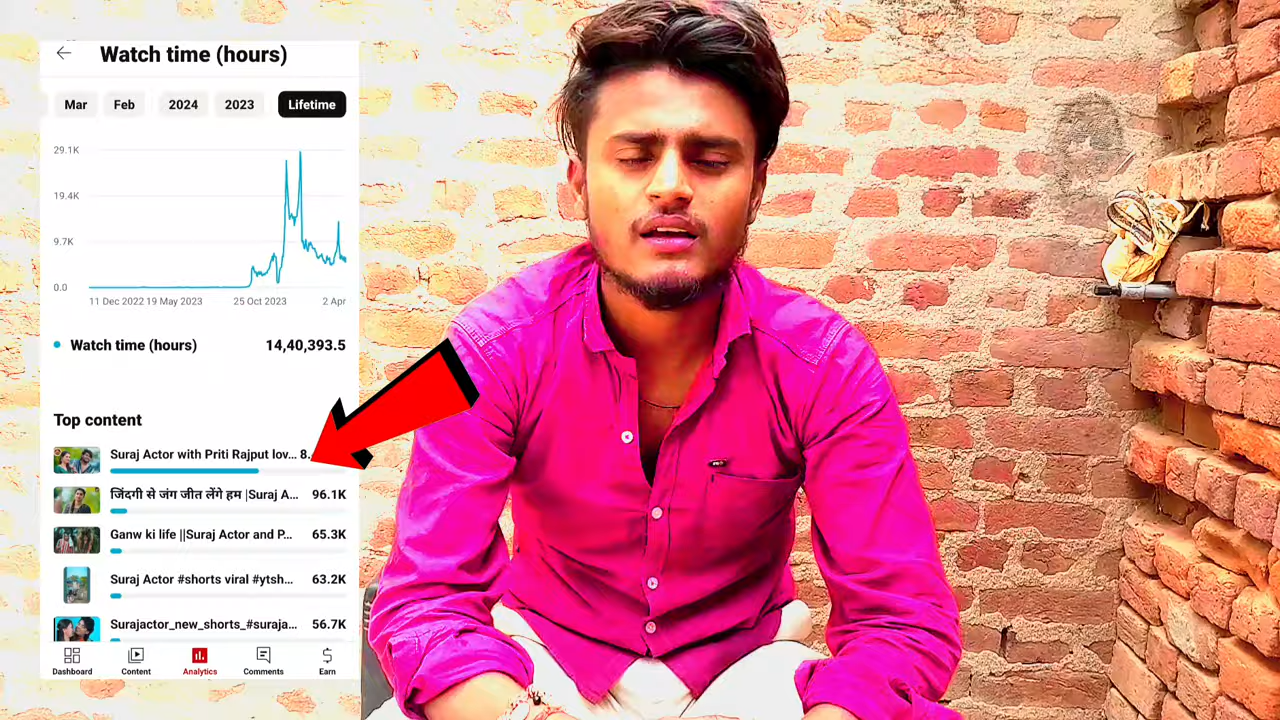 Watch time (hours)
Mar Feb 2024 2023 Lifetime
29.1K
19.4K
9.7K
0.0
11 Dec 2022 19 May 2023 25 Oct 2023 2 Apr
Watch time (hours) 14,40,393.5
Top content
Suraj Actor with Priti Rajput lov... 8.
जिंदगी से जंग जीत लेंगे हम |Suraj A... 96.1K
Ganw ki life ||Suraj Actor and P... 65.3K
Suraj Actor #shorts viral #ytsh... 63.2K
Surajactor_new_shorts_#suraja... 56.7K
Dashboard Content Analytics Comments Earn